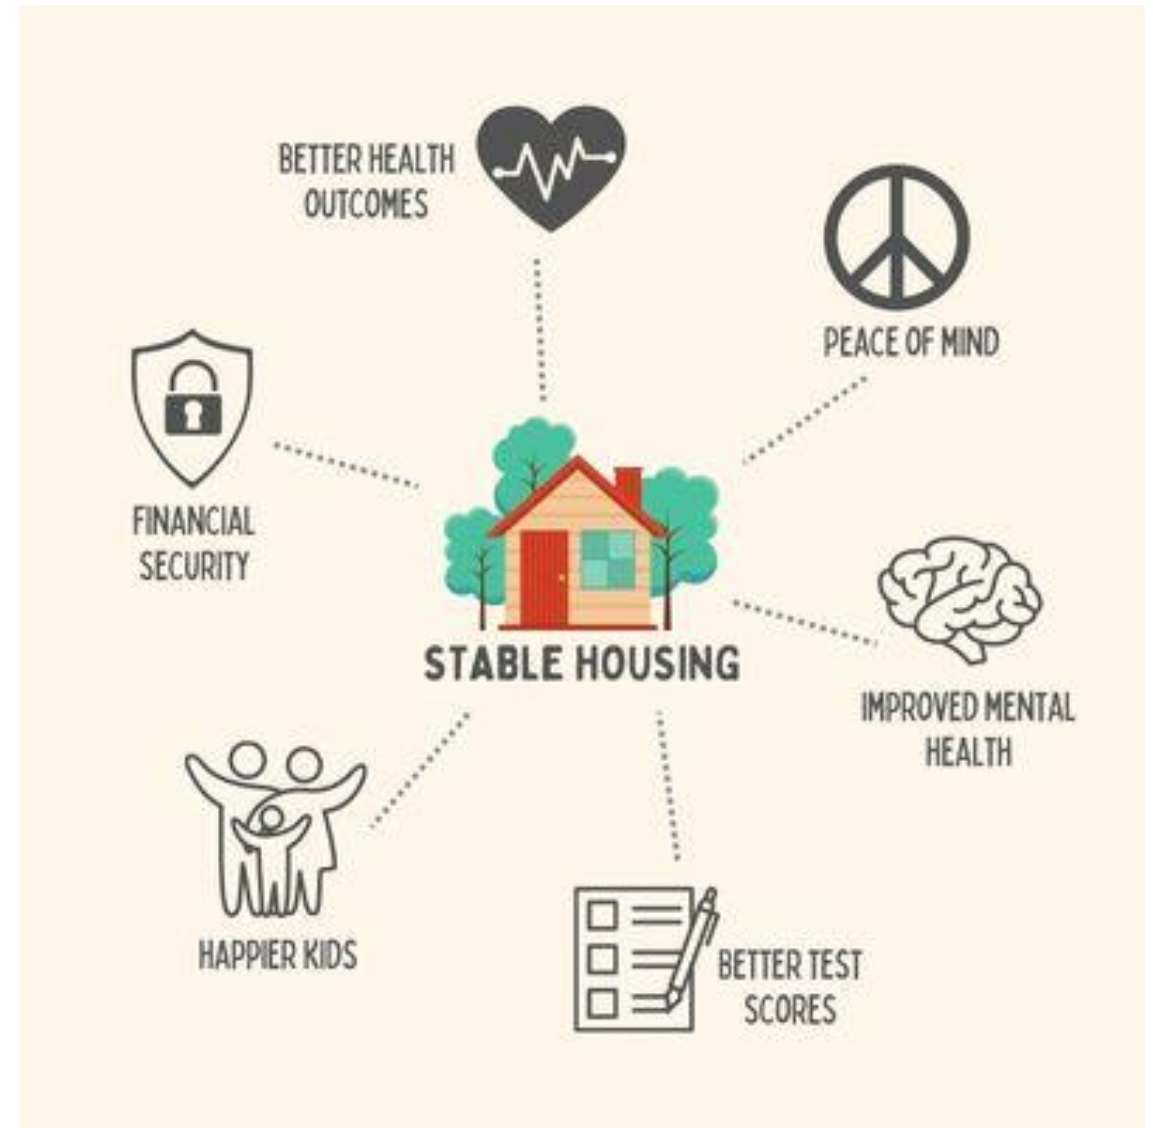 BETTER HEALTH
OUTCOMES
PEACE OF MIND
FINANCIAL
SECURITY
STABLE HOUSING
IMPROVED MENTAL
HEALTH
HAPPIER KIDS
BETTER TEST
SCORES